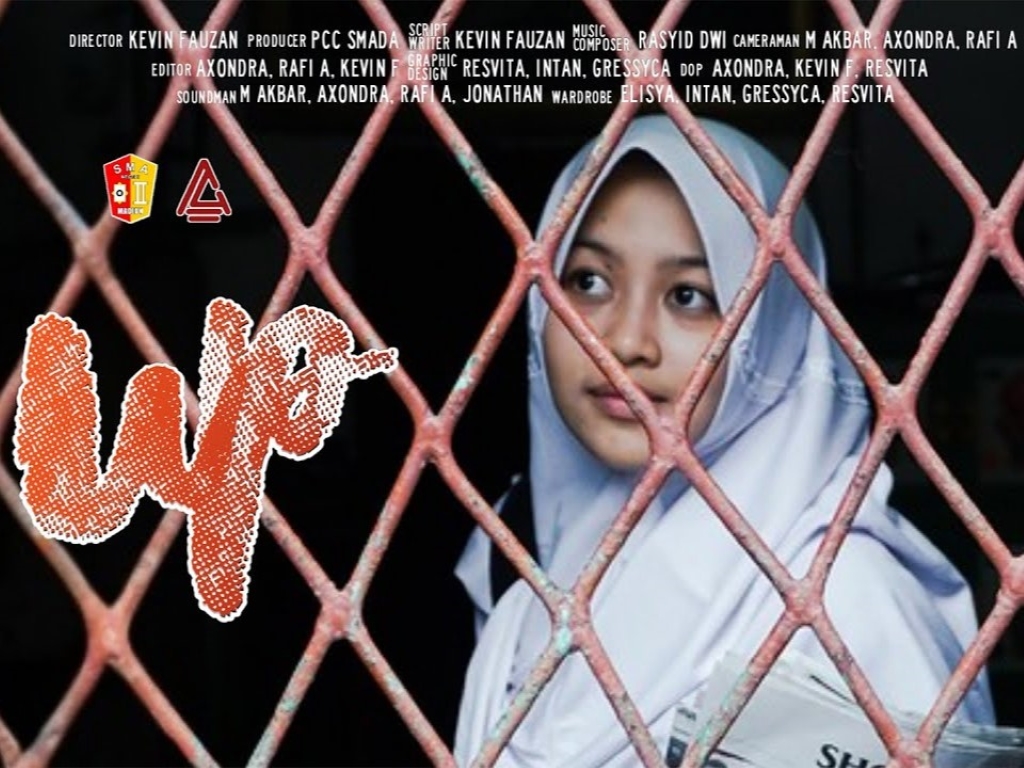 DIRECTOR KEVIN FAUZAN PRODUCER PCC SMADA SCRIPT WRITER KEVIN FAUZAN MUSIC COMPOSER RASYID DWI CAMERAMAN M AKBAR, AXONDRA, RAFI A
EDITOR AXONDRA, RAFI A, KEVIN F GRAPHIC DESIGN RESVITA, INTAN, GRESSYCA DOP AXONDRA, KEVIN F, RESVITA
SOUNDMAN M AKBAR, AXONDRA, RAFI A, JONATHAN WARDROBE ELISYA, INTAN, GRESSYCA, RESVITA
SMA
II
MADIUN
up